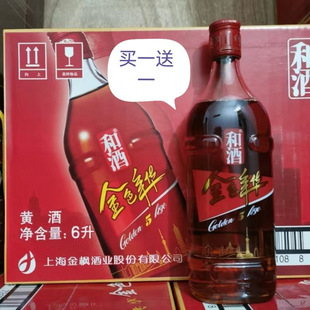 买一送
一
向上
和酒
金色年华
Golden 5 Age
黄酒
净含量:6升
上海金枫酒业股份有限公司
和酒
金色年华
Golden 5 Age
108 8